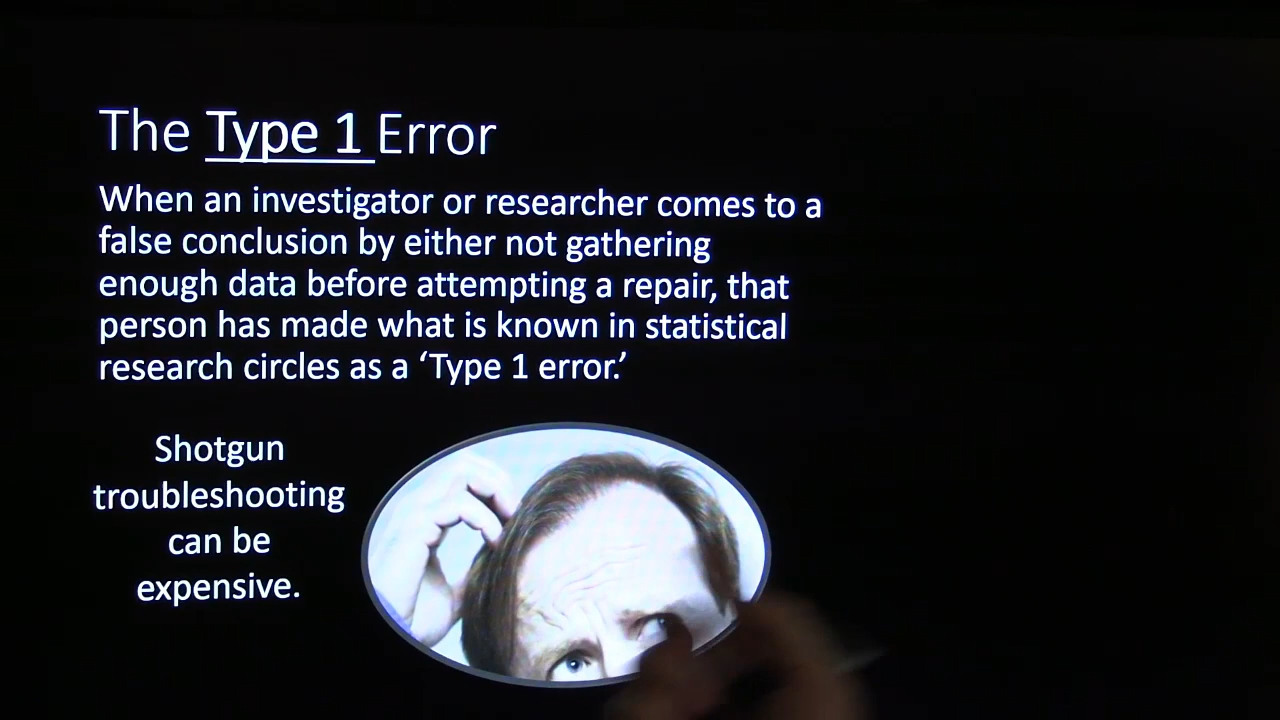 The Type 1 Error
When an investigator or researcher comes to a
false conclusion by either not gathering
enough data before attempting a repair, that
person has made what is known in statistical
research circles as a ‘Type 1 error.’
Shotgun
troubleshooting
can be
expensive.